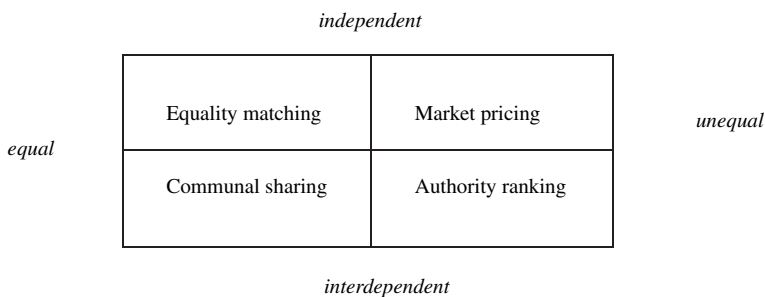 independent
Equality matching
Market pricing
unequal
equal
Communal sharing
Authority ranking
interdependent